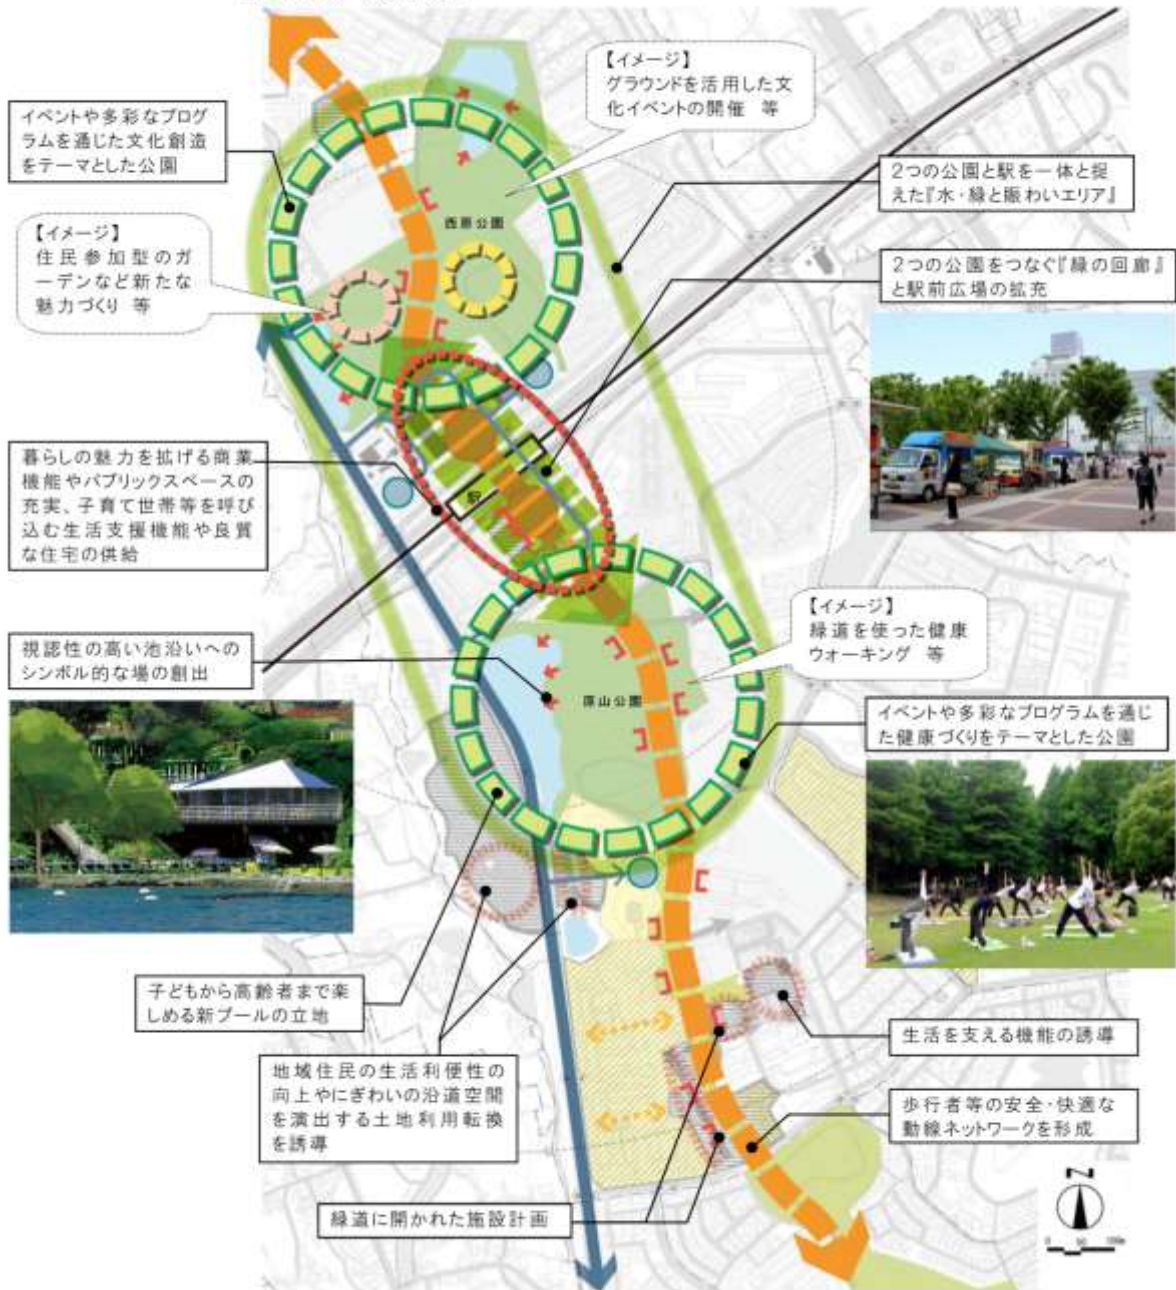 【イメージ】
グラウンドを活用した文
化イベントの開催 等
イベントや多彩なプログ
ラムを通じた文化創造
をテーマとした公園
2つの公園と駅を一体と捉
えた『水・緑と賑わいエリア』
【イメージ】
住民参加型のガ
ーデンなど新たな
魅力づくり 等
西原公園
2つの公園をつなぐ『緑の回廊』
と駅前広場の拡充
暮らしの魅力を拡げる商業
機能やパブリックスペースの
充実、子育て世帯等を呼び
込む生活支援機能や良質
な住宅の供給
駅
【イメージ】
緑道を使った健康
ウォーキング 等
視認性の高い池沿いへの
シンボル的な場の創出
原山公園
イベントや多彩なプログラムを通じ
た健康づくりをテーマとした公園
子どもから高齢者まで楽
しめる新プールの立地
生活を支える機能の誘導
地域住民の生活利便性の
向上やにぎわいの沿道空間
を演出する土地利用転換
を誘導
歩行者等の安全・快適な
動線ネットワークを形成
緑道に開かれた施設計画
N